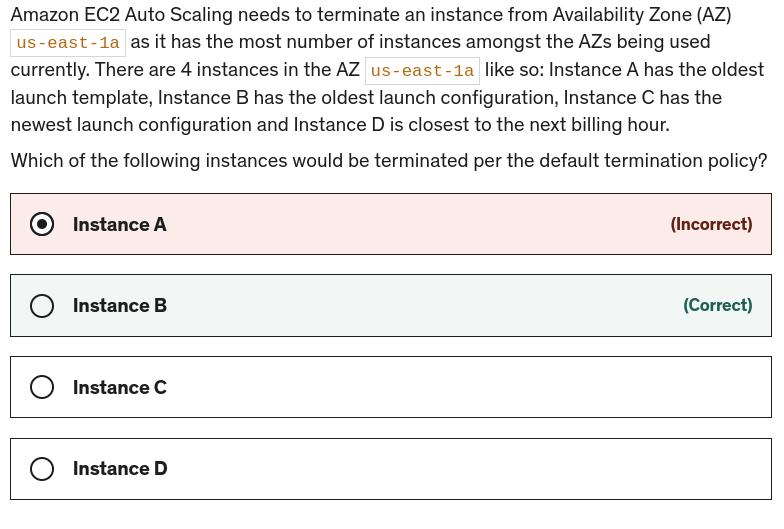 Amazon EC2 Auto Scaling needs to terminate an instance from Availability Zone (AZ)
us-east-1a as it has the most number of instances amongst the AZs being used
currently. There are 4 instances in the AZ us-east-1a like so: Instance A has the oldest
launch template, Instance B has the oldest launch configuration, Instance C has the
newest launch configuration and Instance D is closest to the next billing hour.
Which of the following instances would be terminated per the default termination policy?
Instance A (Incorrect)
Instance B (Correct)
Instance C
Instance D